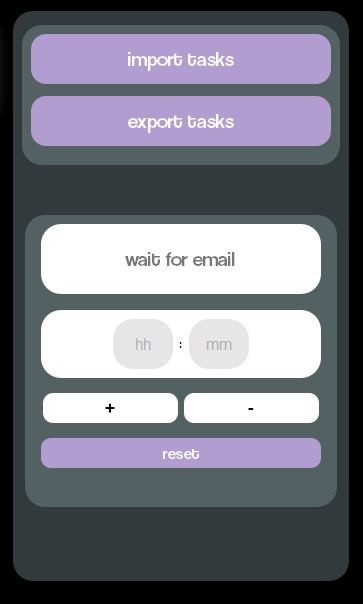 import tasks
export tasks
wait for email
hh : mm
+ -
reset